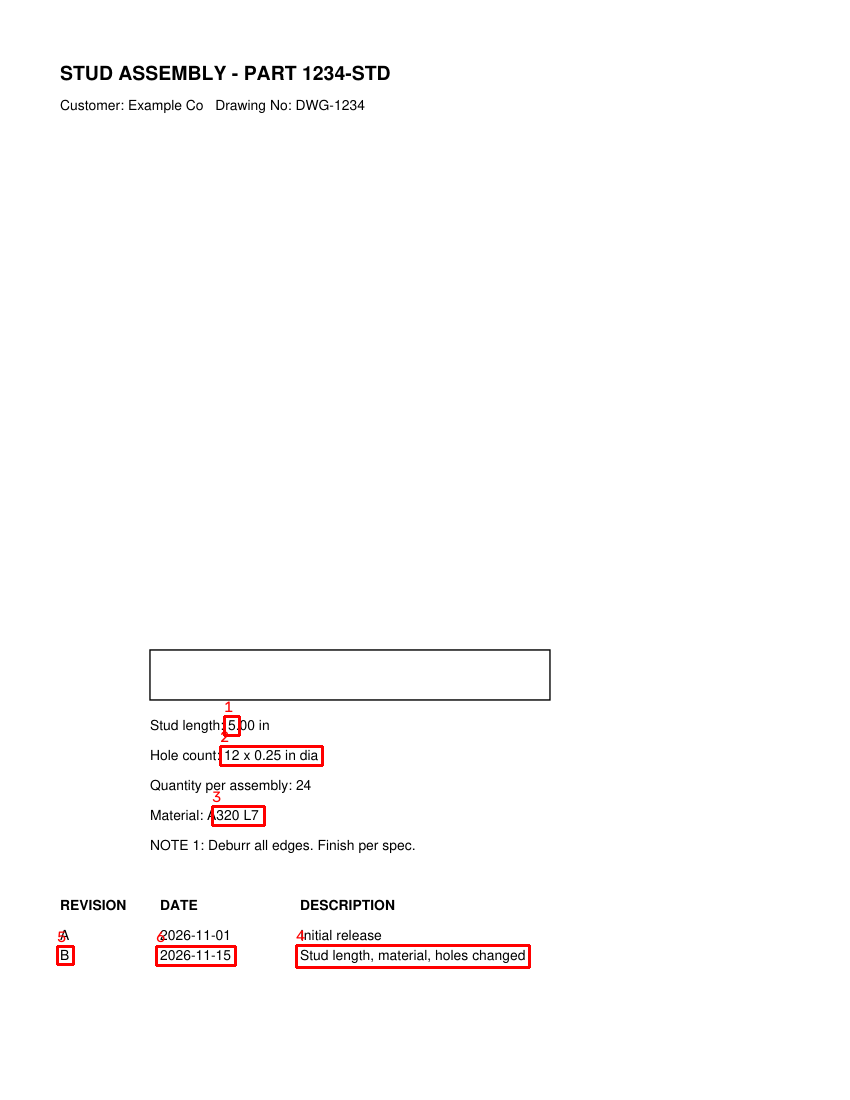 STUD ASSEMBLY - PART 1234-STD
Customer: Example Co Drawing No: DWG-1234
1
Stud length: 5.00 in
2
Hole count: 12 x 0.25 in dia
Quantity per assembly: 24
3
Material: A320 L7
NOTE 1: Deburr all edges. Finish per spec.
REVISION DATE DESCRIPTION
A 2026-11-01 Initial release
5 6 4
B 2026-11-15 Stud length, material, holes changed